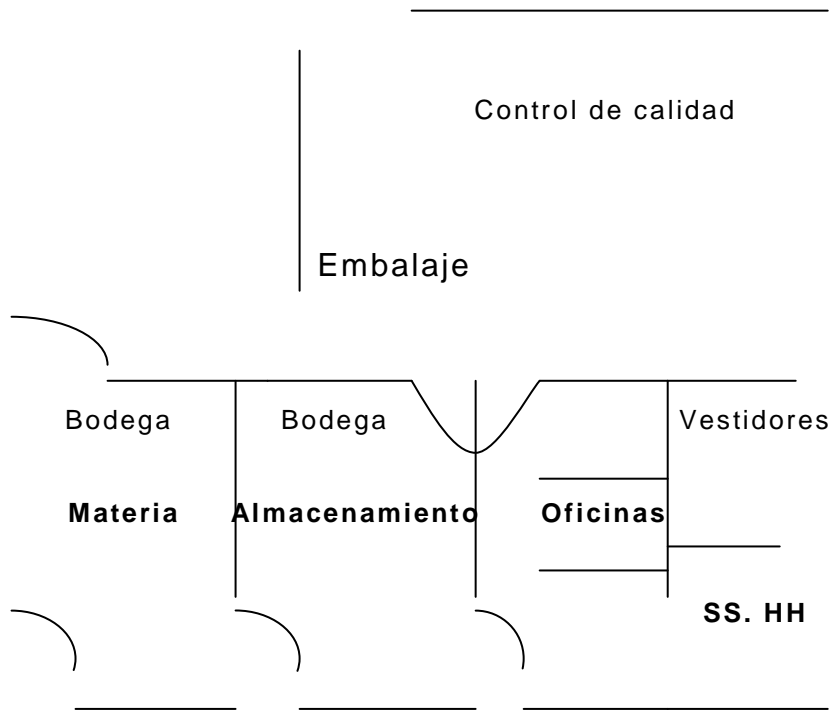 Control de calidad
Embalaje
Bodega
Bodega
Vestidores
Materia
Almacenamiento
Oficinas
SS. HH